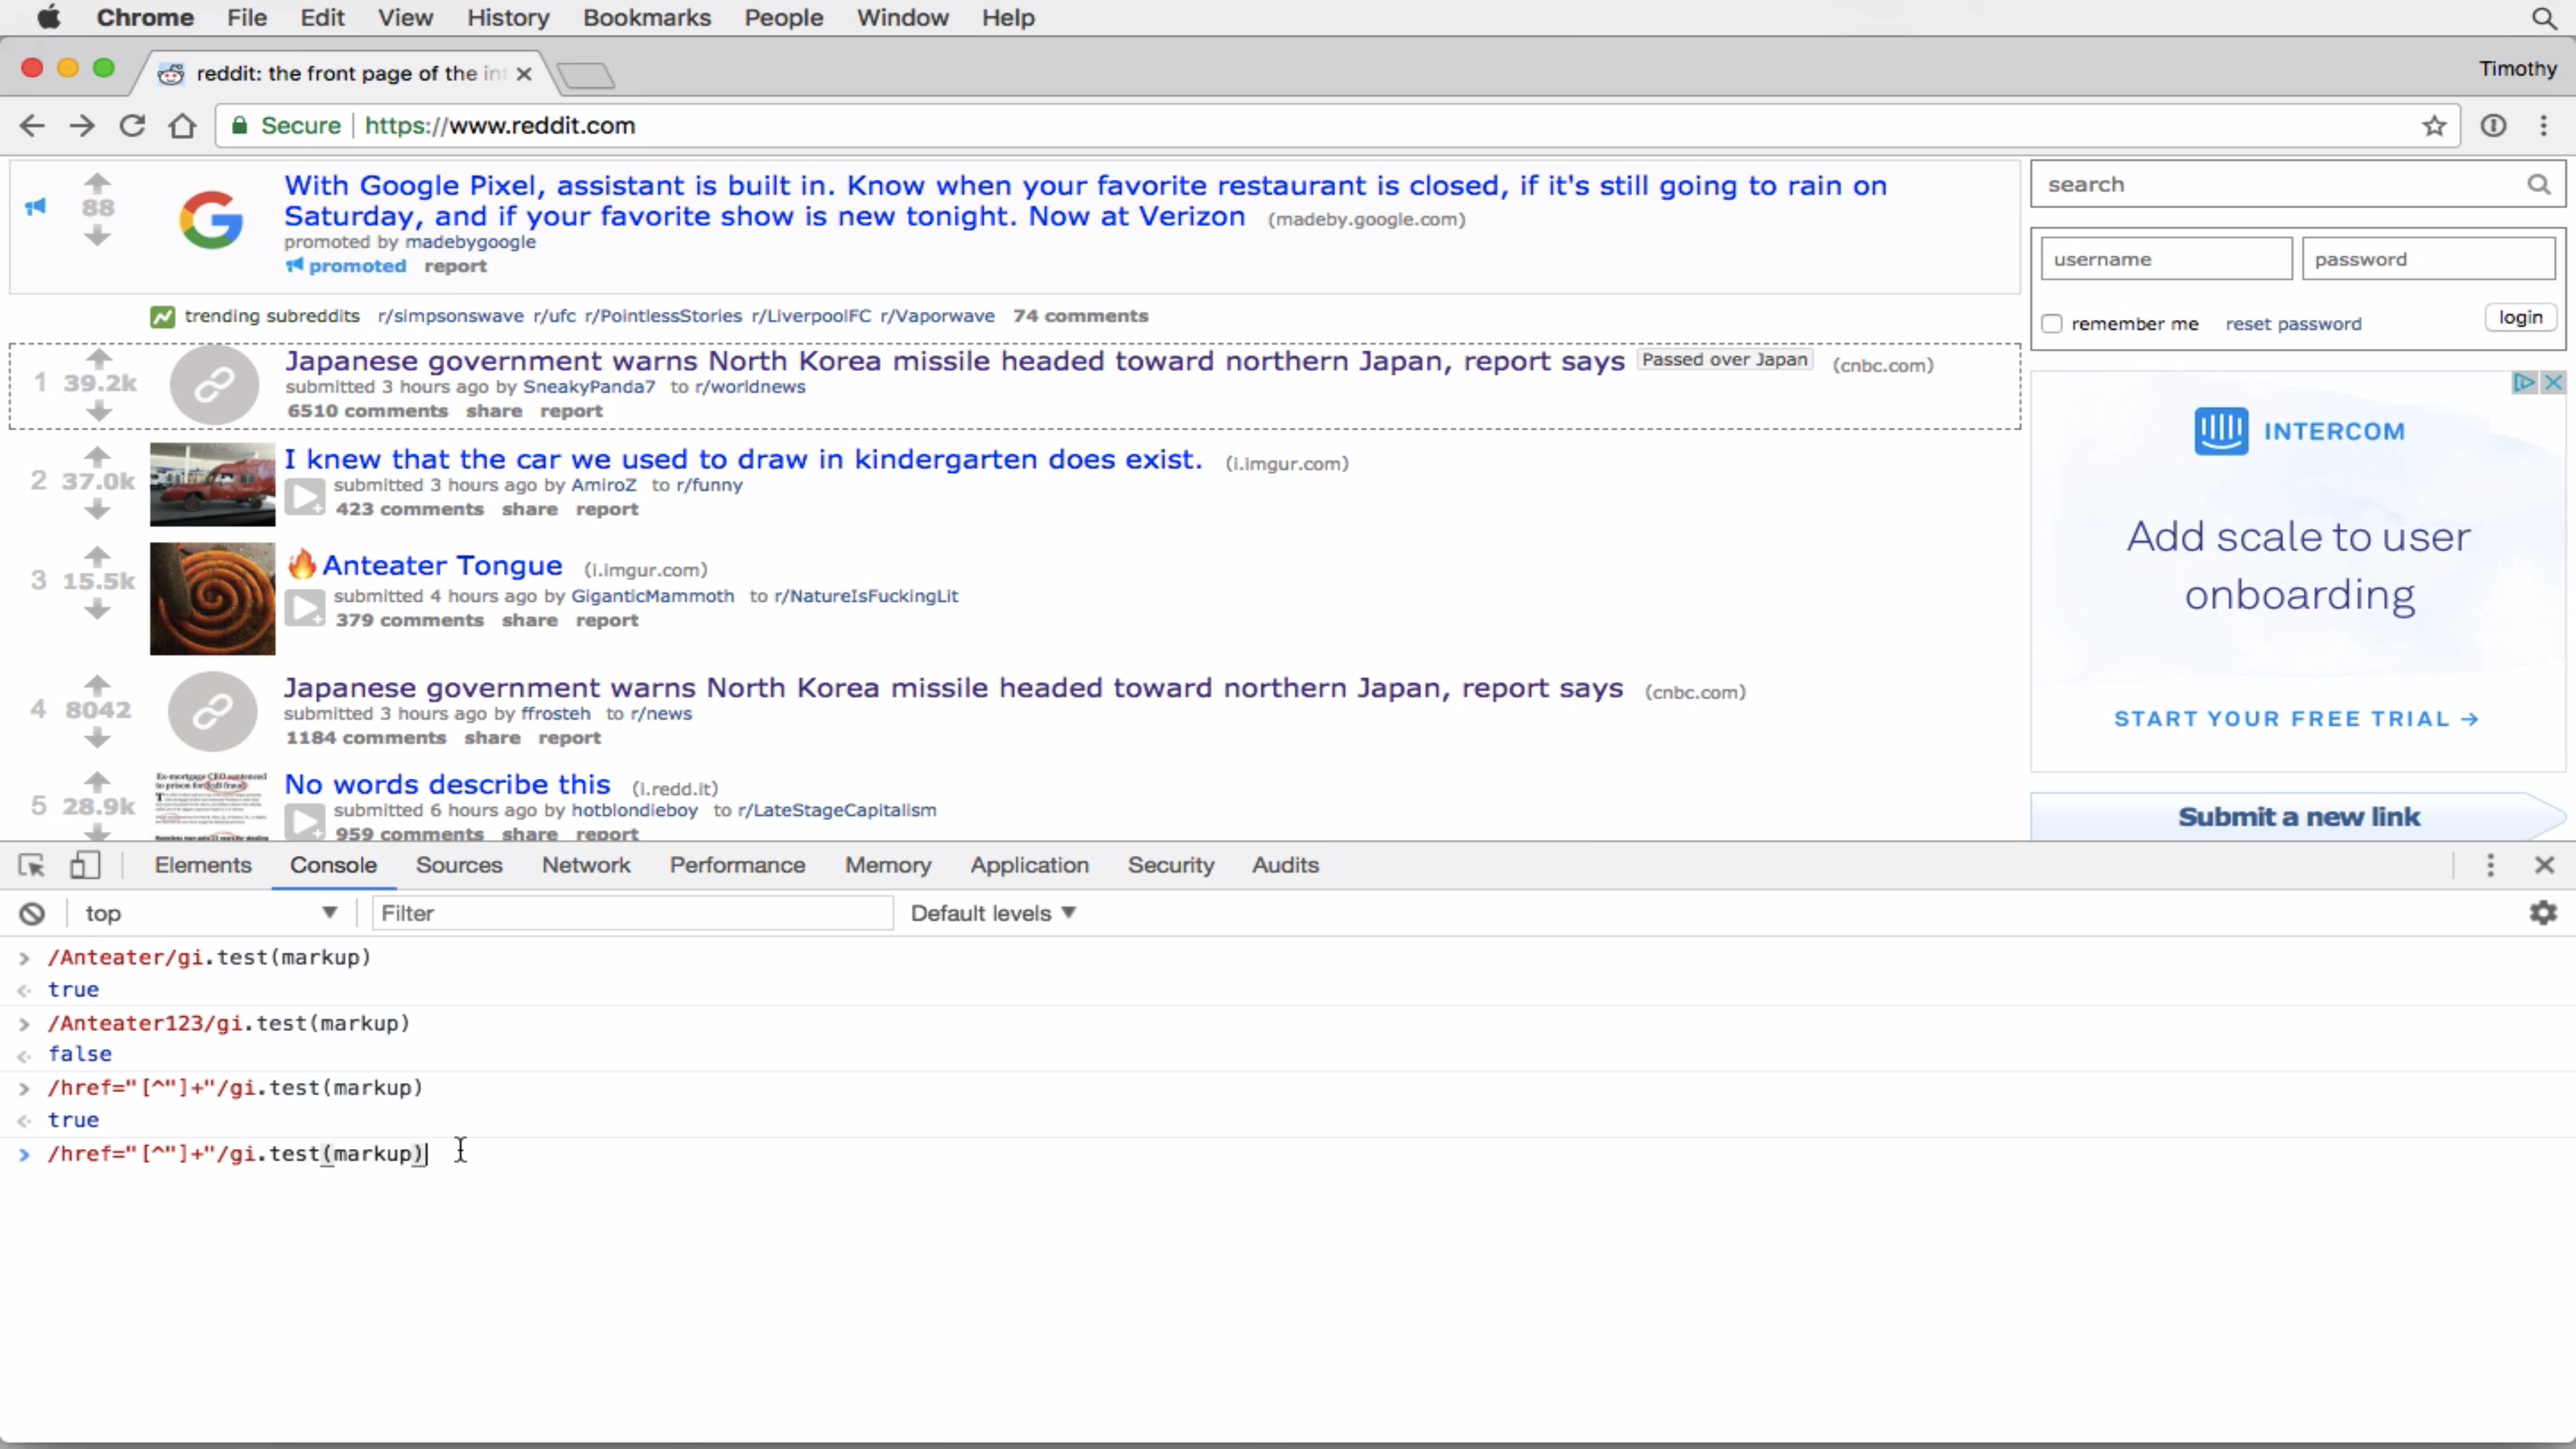 Chrome File Edit View History Bookmarks People Window Help
reddit: the front page of the int
Timothy
Secure https://www.reddit.com
88
With Google Pixel, assistant is built in. Know when your favorite restaurant is closed, if it's still going to rain on
Saturday, and if your favorite show is new tonight. Now at Verizon (madeby.google.com)
promoted by madebygoogle
promoted report
trending subreddits r/simpsonswave r/ufc r/PointlessStories r/LiverpoolFC r/Vaporwave 74 comments
1 39.2k
Japanese government warns North Korea missile headed toward northern Japan, report says Passed over Japan (cnbc.com)
submitted 3 hours ago by SneakyPanda7 to r/worldnews
6510 comments share report
2 37.0k
I knew that the car we used to draw in kindergarten does exist. (i.imgur.com)
submitted 3 hours ago by AmiroZ to r/funny
423 comments share report
3 15.5k
🔥Anteater Tongue (i.imgur.com)
submitted 4 hours ago by GiganticMammoth to r/NatureIsFuckingLit
379 comments share report
4 8042
Japanese government warns North Korea missile headed toward northern Japan, report says (cnbc.com)
submitted 3 hours ago by ffrosteh to r/news
1184 comments share report
5 28.9k
Ex-mortgage CEO sentenced
to prison for $3B fraud
No words describe this (i.redd.it)
submitted 6 hours ago by hotblondieboy to r/LateStageCapitalism
959 comments share report
search
username password
remember me reset password login
INTERCOM
Add scale to user
onboarding
START YOUR FREE TRIAL →
Submit a new link
Elements Console Sources Network Performance Memory Application Security Audits
top Filter Default levels
> /Anteater/gi.test(markup)
true
> /Anteater123/gi.test(markup)
false
> /href="[^"]+"/gi.test(markup)
true
> /href="[^"]+"/gi.test(markup)